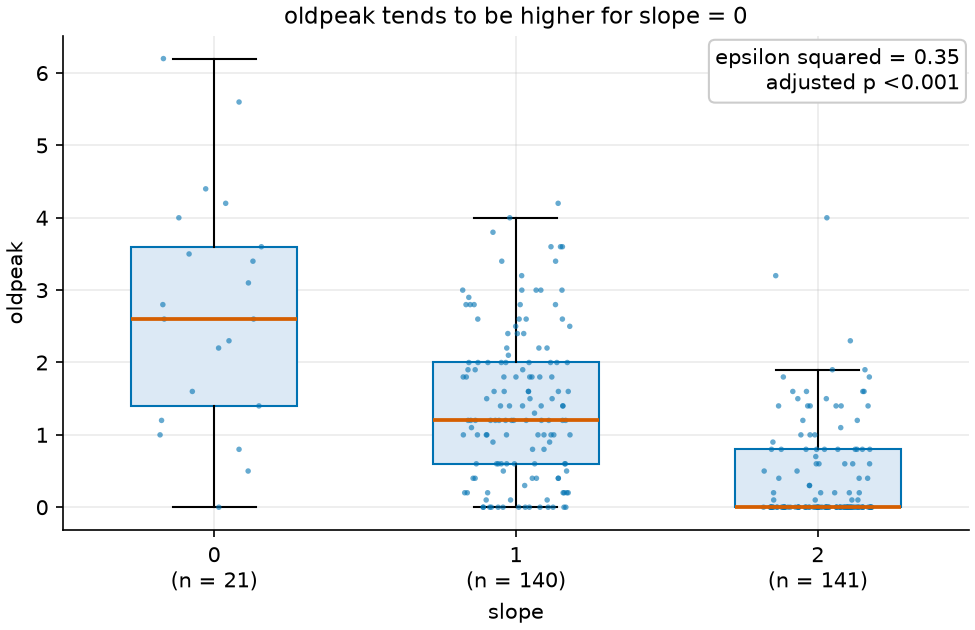 oldpeak tends to be higher for slope = 0
epsilon squared = 0.35
adjusted p <0.001
oldpeak
6
5
4
3
2
1
0
0
(n = 21)
1
(n = 140)
2
(n = 141)
slope